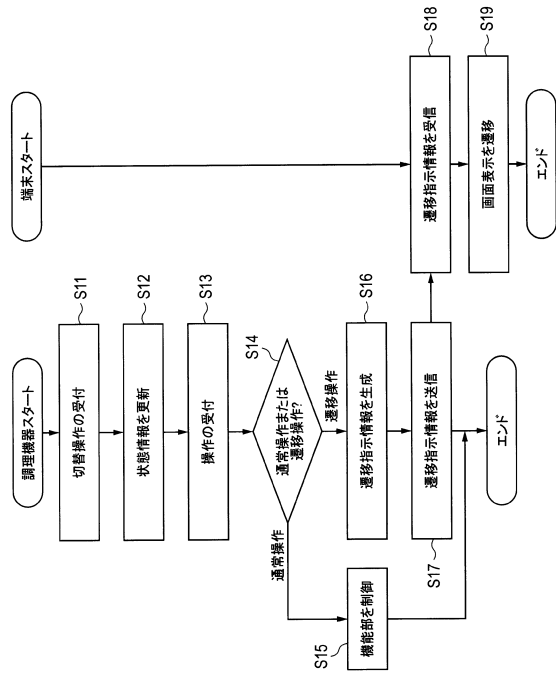 調理機器スタート
切替操作の受付
S11
状態情報を更新
S12
操作の受付
S13
通常操作または
遷移操作?
S14
通常操作
遷移操作
機能部を制御
S15
遷移指示情報を生成
S16
遷移指示情報を送信
S17
エンド
端末スタート
遷移指示情報を受信
S18
画面表示を遷移
S19
エンド